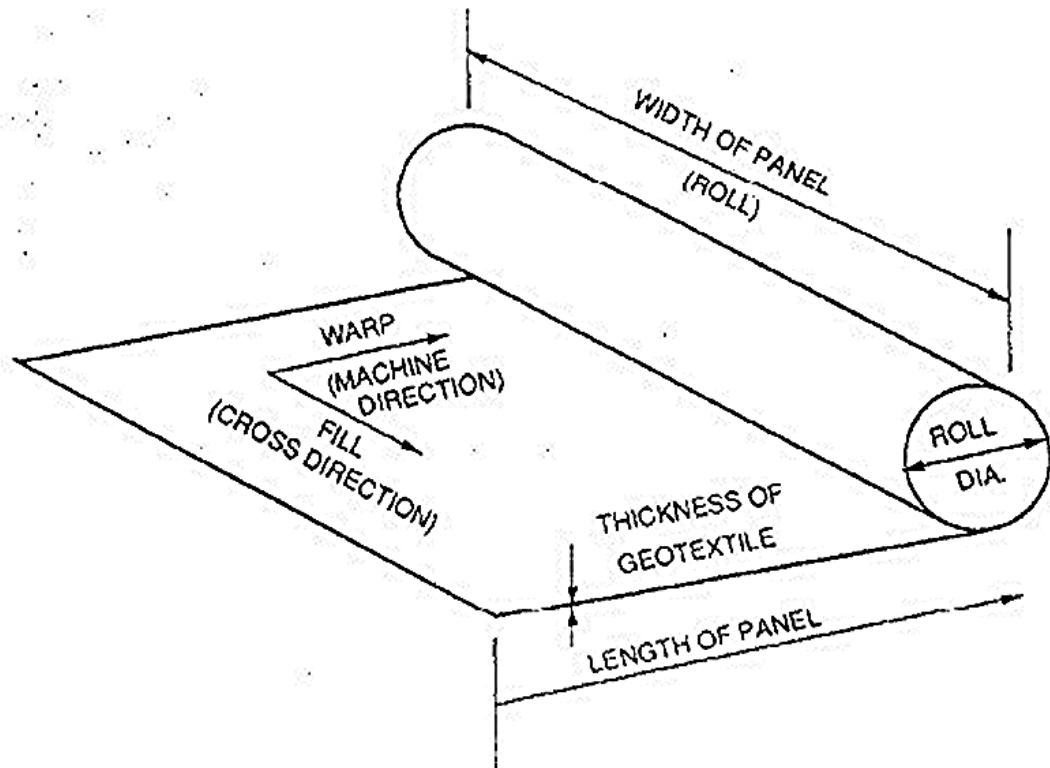 WIDTH OF PANEL
(ROLL)
WARP
(MACHINE
DIRECTION)
FILL
(CROSS DIRECTION)
ROLL
DIA.
THICKNESS OF
GEOTEXTILE
LENGTH OF PANEL